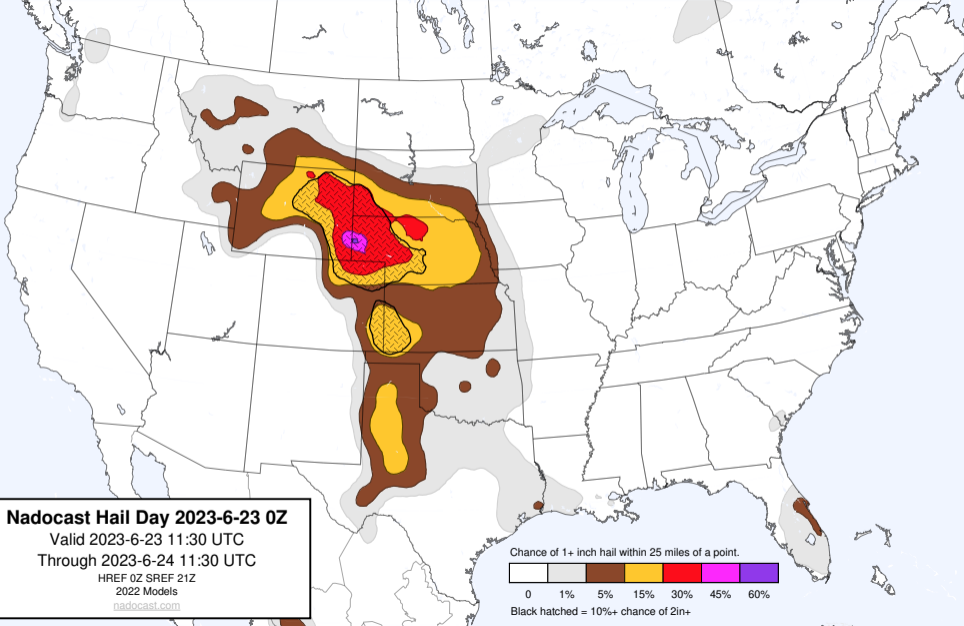 Nadocast Hail Day 2023-6-23 0Z
Valid 2023-6-23 11:30 UTC
Through 2023-6-24 11:30 UTC
HREF 0Z SREF 21Z
2022 Models
nadocast.com
Chance of 1+ inch hail within 25 miles of a point.
0 1% 5% 15% 30% 45% 60%
Black hatched = 10%+ chance of 2in+